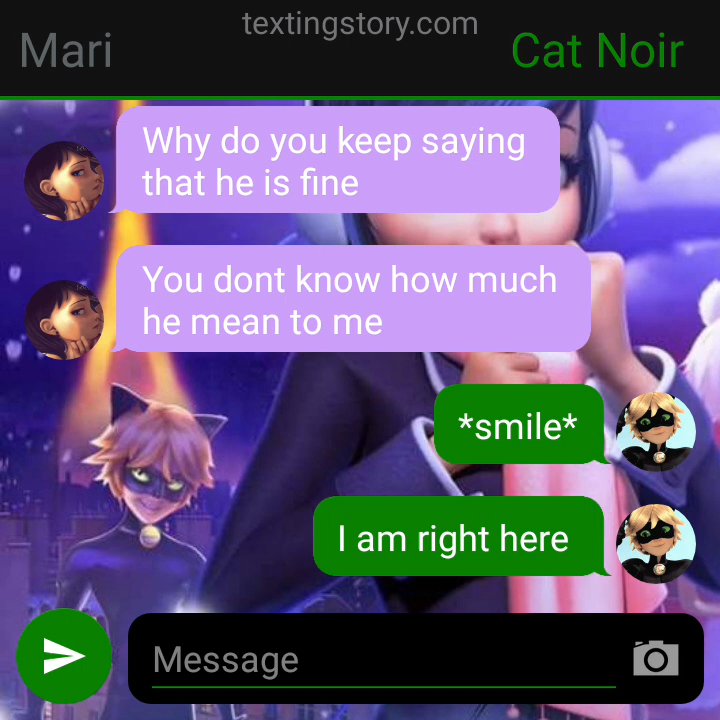 textingstory.com
Mari
Cat Noir
Why do you keep saying
that he is fine
You dont know how much
he mean to me
*smile*
I am right here
Message